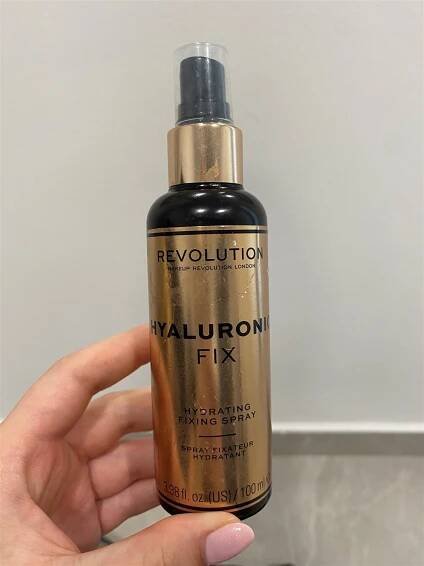 REVOLUTION
MAKEUP REVOLUTION LONDON
HYALURONIC
FIX
HYDRATING
FIXING SPRAY
SPRAY FIXATEUR
HYDRATANT
3.38 fl. oz. (US) / 100 ml